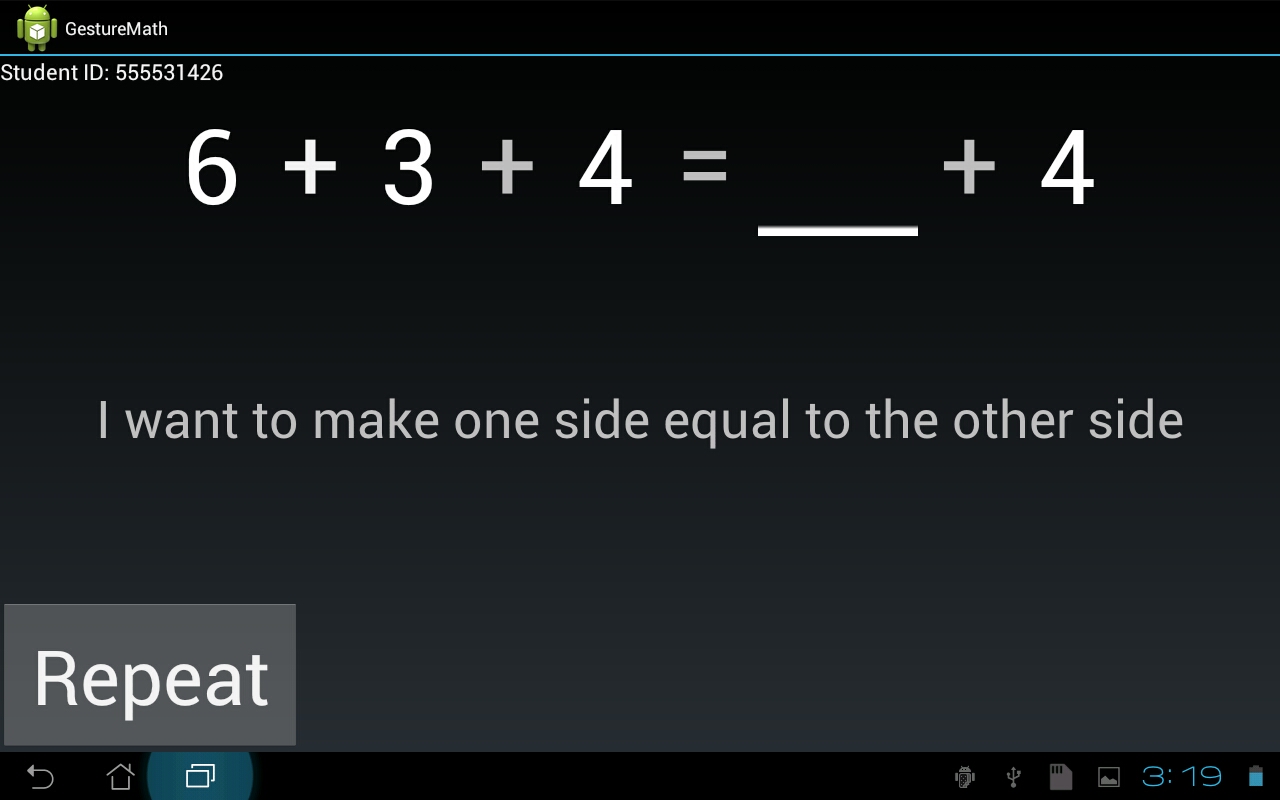 GestureMath
Student ID: 555531426
6 + 3 + 4 = ___ + 4
I want to make one side equal to the other side
Repeat
3:19